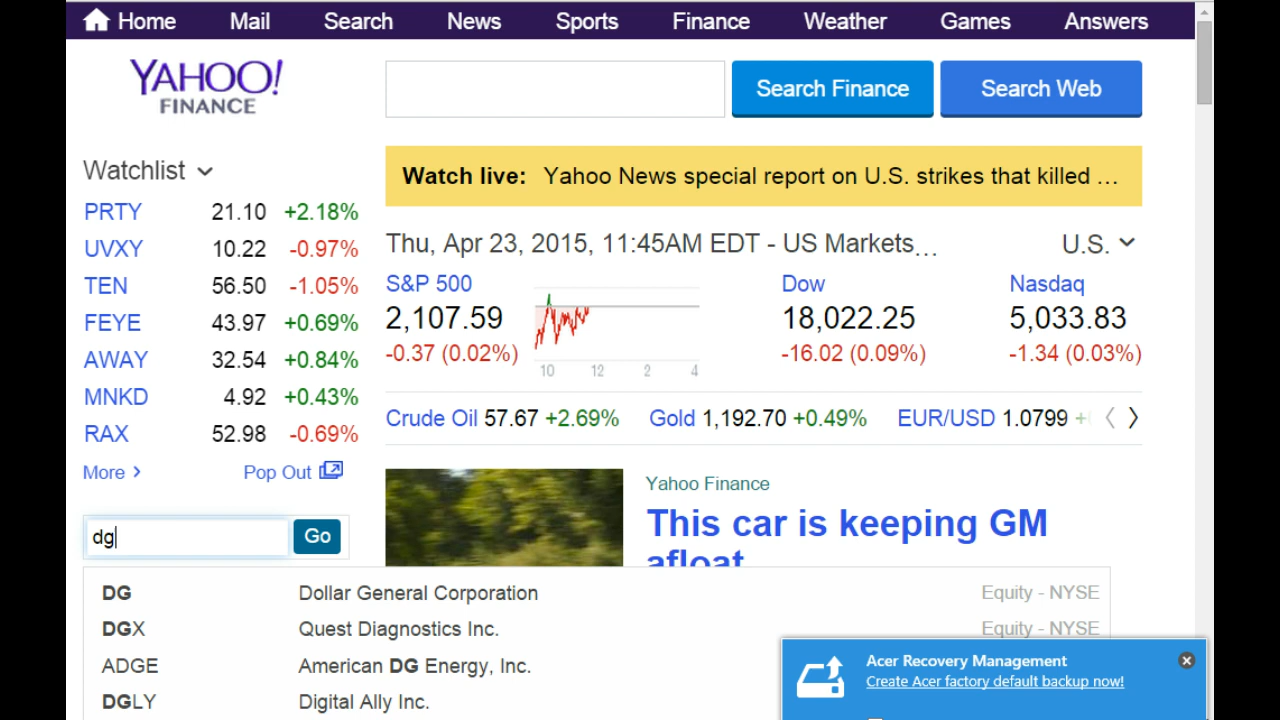 Home Mail Search News Sports Finance Weather Games Answers
YAHOO!
FINANCE
Search Finance Search Web
Watchlist
PRTY 21.10 +2.18%
UVXY 10.22 -0.97%
TEN 56.50 -1.05%
FEYE 43.97 +0.69%
AWAY 32.54 +0.84%
MNKD 4.92 +0.43%
RAX 52.98 -0.69%
More Pop Out
dg Go
Watch live: Yahoo News special report on U.S. strikes that killed ...
Thu, Apr 23, 2015, 11:45AM EDT - US Markets... U.S.
S&P 500 Dow Nasdaq
2,107.59 18,022.25 5,033.83
-0.37 (0.02%) -16.02 (0.09%) -1.34 (0.03%)
10 12 2 4
Crude Oil 57.67 +2.69% Gold 1,192.70 +0.49% EUR/USD 1.0799
Yahoo Finance
This car is keeping GM
afloat
DG Dollar General Corporation Equity - NYSE
DGX Quest Diagnostics Inc. Equity - NYSE
ADGE American DG Energy, Inc.
DGLY Digital Ally Inc.
Acer Recovery Management
Create Acer factory default backup now!